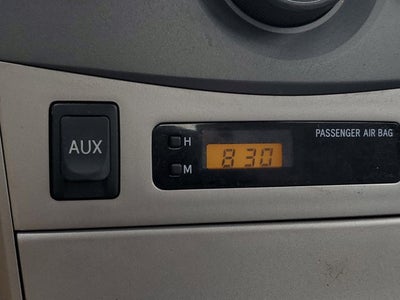 PASSENGER AIR BAG
H
AUX
8 30
M